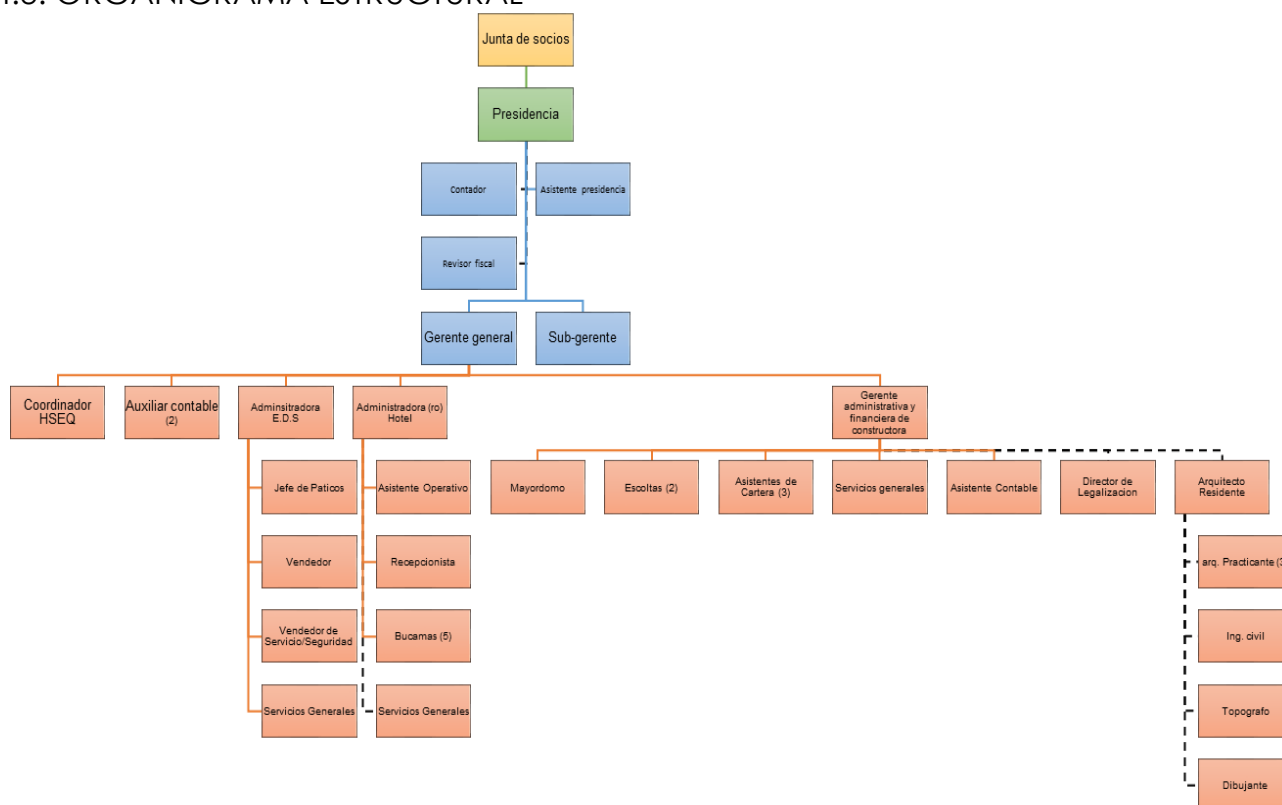 ORGANIGRAMA ESTRUCTURAL
Junta de socios
Presidencia
Contador
Asistente presidencia
Revisor fiscal
Gerente general
Sub-gerente
Coordinador
HSEQ
Auxiliar contable
(2)
Adminsitradora
E.D.S
Administradora (ro)
Hotel
Gerente
administrativa y
financiera de
constructora
Jefe de Paticos
Asistente Operativo
Mayordomo
Escoltas (2)
Asistentes de
Cartera (3)
Servicios generales
Asistente Contable
Director de
Legalizacion
Arquitecto
Residente
Vendedor
Recepcionista
arq. Practicante (3
Vendedor de
Servicio/Seguridad
Bucamas (5)
Ing. civil
Servicios Generales
Servicios Generales
Topografo
Dibujante